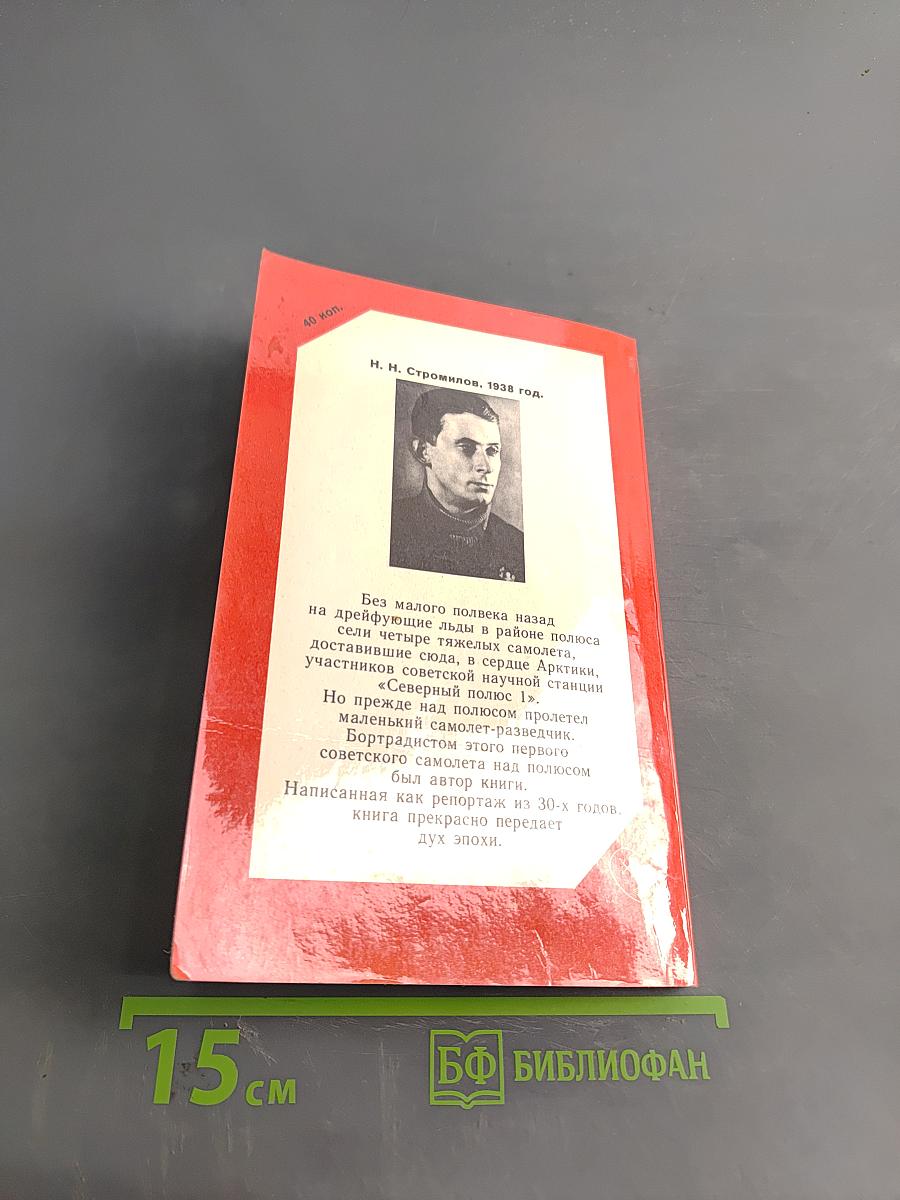 40 коп.
Н. Н. Стромилов. 1938 год.
Без малого полвека назад
на дрейфующие льды в районе полюса
сели четыре тяжелых самолета,
доставившие сюда, в сердце Арктики,
участников советской научной станции
«Северный полюс 1».
Но прежде над полюсом пролетел
маленький самолет-разведчик.
Бортрадистом этого первого
советского самолета над полюсом
был автор книги.
Написанная как репортаж из 30-х годов,
книга прекрасно передает
дух эпохи.
15 см
БФ БИБЛИОФАН